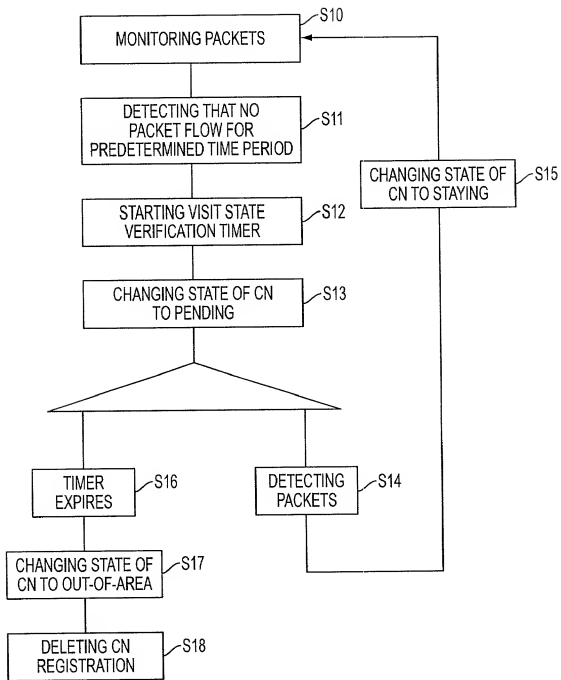 S10
MONITORING PACKETS
DETECTING THAT NO
PACKET FLOW FOR
PREDETERMINED TIME PERIOD
S11
STARTING VISIT STATE
VERIFICATION TIMER
S12
CHANGING STATE OF CN
TO PENDING
S13
CHANGING STATE OF
CN TO STAYING
S15
TIMER
EXPIRES
S16
DETECTING
PACKETS
S14
CHANGING STATE OF
CN TO OUT-OF-AREA
S17
DELETING CN
REGISTRATION
S18